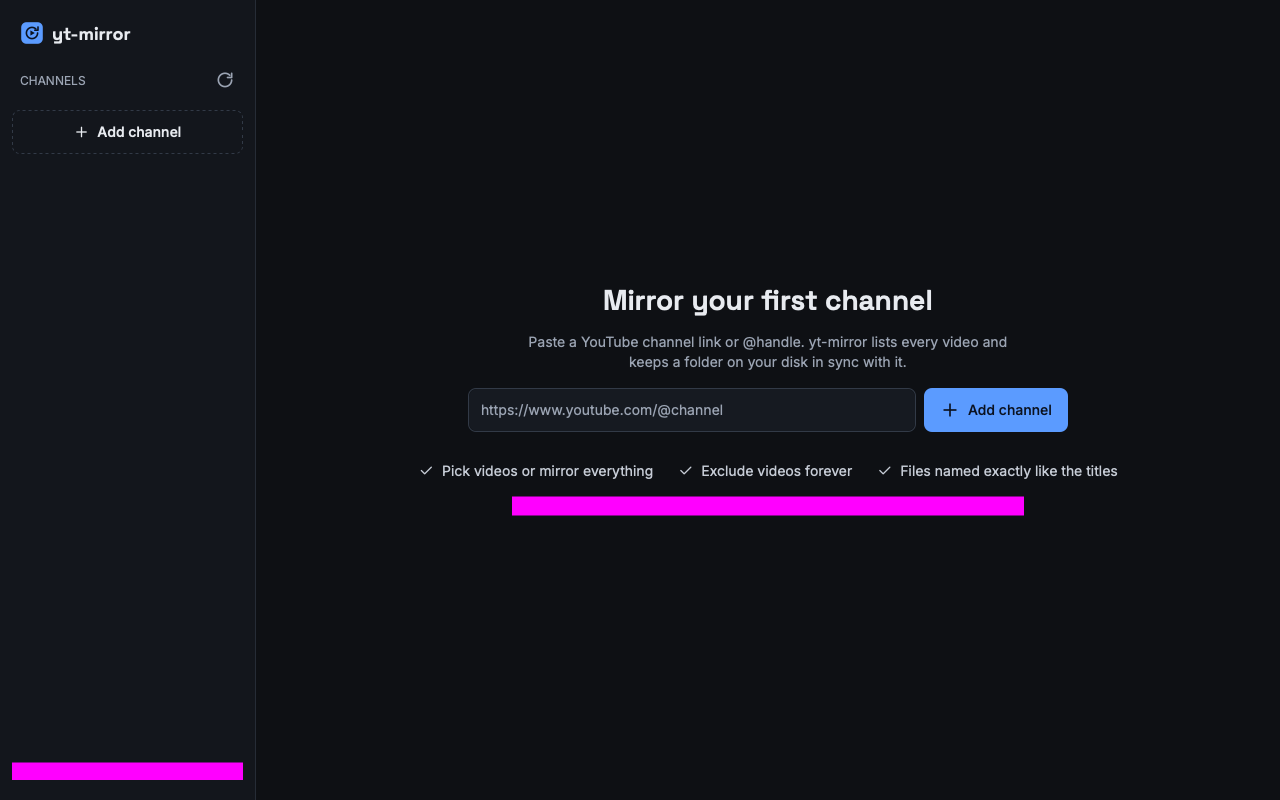 yt-mirror
CHANNELS
Add channel
Mirror your first channel
Paste a YouTube channel link or @handle. yt-mirror lists every video and
keeps a folder on your disk in sync with it.
https://www.youtube.com/@channel
Add channel
Pick videos or mirror everything
Exclude videos forever
Files named exactly like the titles